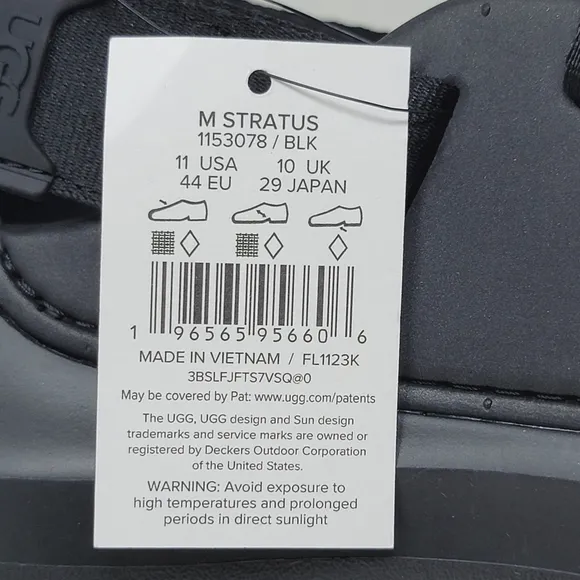 UGG
M STRATUS
1153078 / BLK
11 USA 10 UK
44 EU 29 JAPAN
1 96565 95660 6
MADE IN VIETNAM / FL1123K
3BSLFJFTS7VSQ@0
May be covered by Pat: www.ugg.com/patents
The UGG, UGG design and Sun design
trademarks and service marks are owned or
registered by Deckers Outdoor Corporation
of the United States.
WARNING: Avoid exposure to
high temperatures and prolonged
periods in direct sunlight